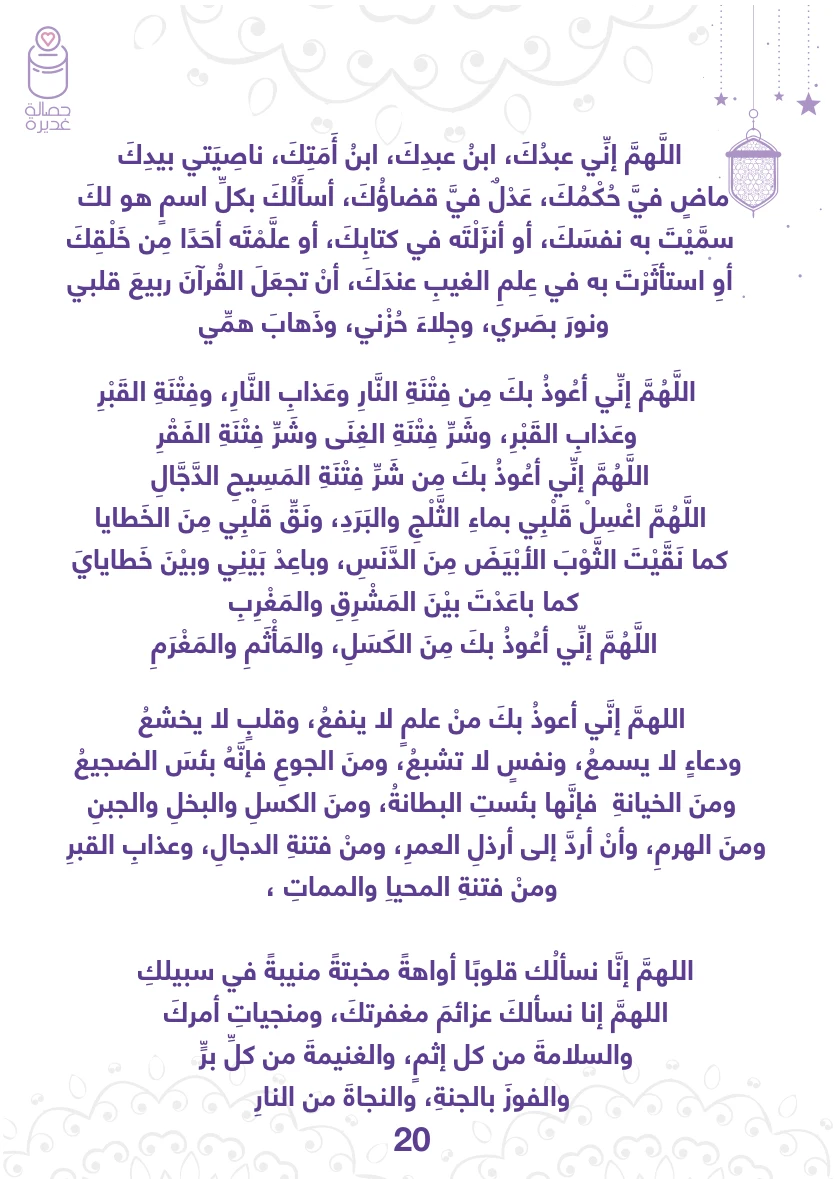 حصالة
غديرة
اللَّهمَّ إنِّي عبدُكَ، ابنُ عبدِكَ، ابنُ أَمَتِكَ، ناصِيَتي بيدِكَ
ماضٍ فيَّ حُكْمُكَ، عَدْلٌ فيَّ قضاؤُكَ، أسأَلُكَ بكلِّ اسمٍ هو لكَ
سمَّيْتَ به نفسَكَ، أو أنزَلْتَه في كتابِكَ، أو علَّمْتَه أحَدًا مِن خَلْقِكَ
أوِ استأثَرْتَ به في عِلمِ الغيبِ عندَكَ، أنْ تجعَلَ القُرآنَ ربيعَ قلبي
ونورَ بصَري، وجِلاءَ حُزْني، وذَهابَ همِّي
اللَّهُمَّ إنِّي أعُوذُ بكَ مِن فِتْنَةِ النَّارِ وعَذابِ النَّارِ، وفِتْنَةِ القَبْرِ
وعَذابِ القَبْرِ، وشَرِّ فِتْنَةِ الغِنَى وشَرِّ فِتْنَةِ الفَقْرِ
اللَّهُمَّ إنِّي أعُوذُ بكَ مِن شَرِّ فِتْنَةِ المَسِيحِ الدَّجَّالِ
اللَّهُمَّ اغْسِلْ قَلْبِي بماءِ الثَّلْجِ والبَرَدِ، ونَقِّ قَلْبِي مِنَ الخَطايا
كما نَقَّيْتَ الثَّوْبَ الأبْيَضَ مِنَ الدَّنَسِ، وباعِدْ بَيْنِي وبيْنَ خَطايايَ
كما باعَدْتَ بيْنَ المَشْرِقِ والمَغْرِبِ
اللَّهُمَّ إنِّي أعُوذُ بكَ مِنَ الكَسَلِ، والمَأْثَمِ والمَغْرَمِ
اللهمَّ إنَّي أعوذُ بكَ منْ علمٍ لا ينفعُ، وقلبٍ لا يخشعُ
ودعاءٍ لا يسمعُ، ونفسٍ لا تشبعُ، ومنَ الجوعِ فإنَّهُ بئسَ الضجيعُ
ومنَ الخيانةِ فإنَّها بئستِ البطانةُ، ومنَ الكسلِ والبخلِ والجبنِ
ومنَ الهرمِ، وأنْ أردَّ إلى أرذلِ العمرِ، ومنْ فتنةِ الدجالِ، وعذابِ القبرِ
ومنْ فتنةِ المحياِ والمماتِ ،
اللهمَّ إنَّا نسألُك قلوبًا أواهةً مخبتةً منيبةً في سبيلكِ
اللهمَّ إنا نسألكَ عزائمَ مغفرتكَ، ومنجياتِ أمركَ
والسلامةَ من كل إثمٍ، والغنيمةَ من كلِّ برٍّ
والفوزَ بالجنةِ، والنجاةَ من النارِ
20